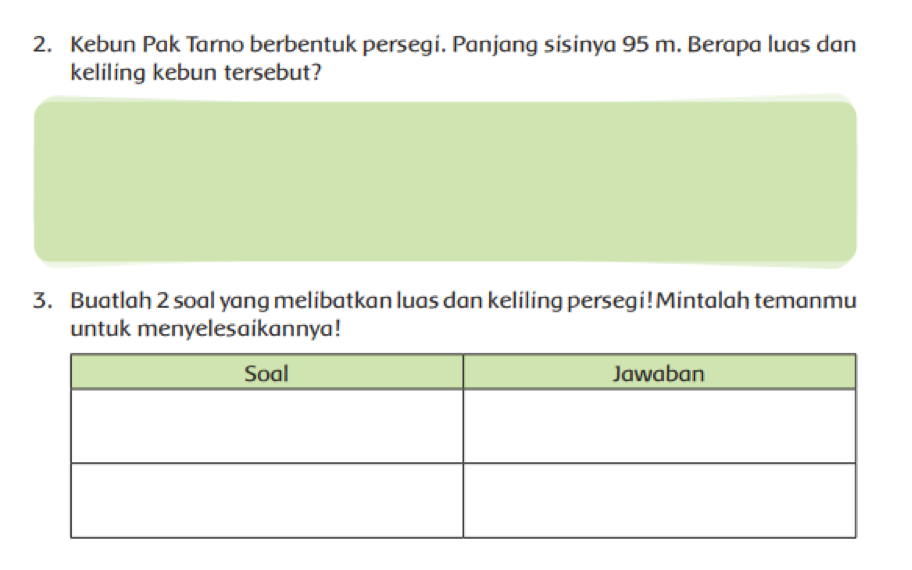 2. Kebun Pak Tarno berbentuk persegi. Panjang sisinya 95 m. Berapa luas dan
keliling kebun tersebut?
3. Buatlah 2 soal yang melibatkan luas dan keliling persegi! Mintalah temanmu
untuk menyelesaikannya!
Soal Jawaban